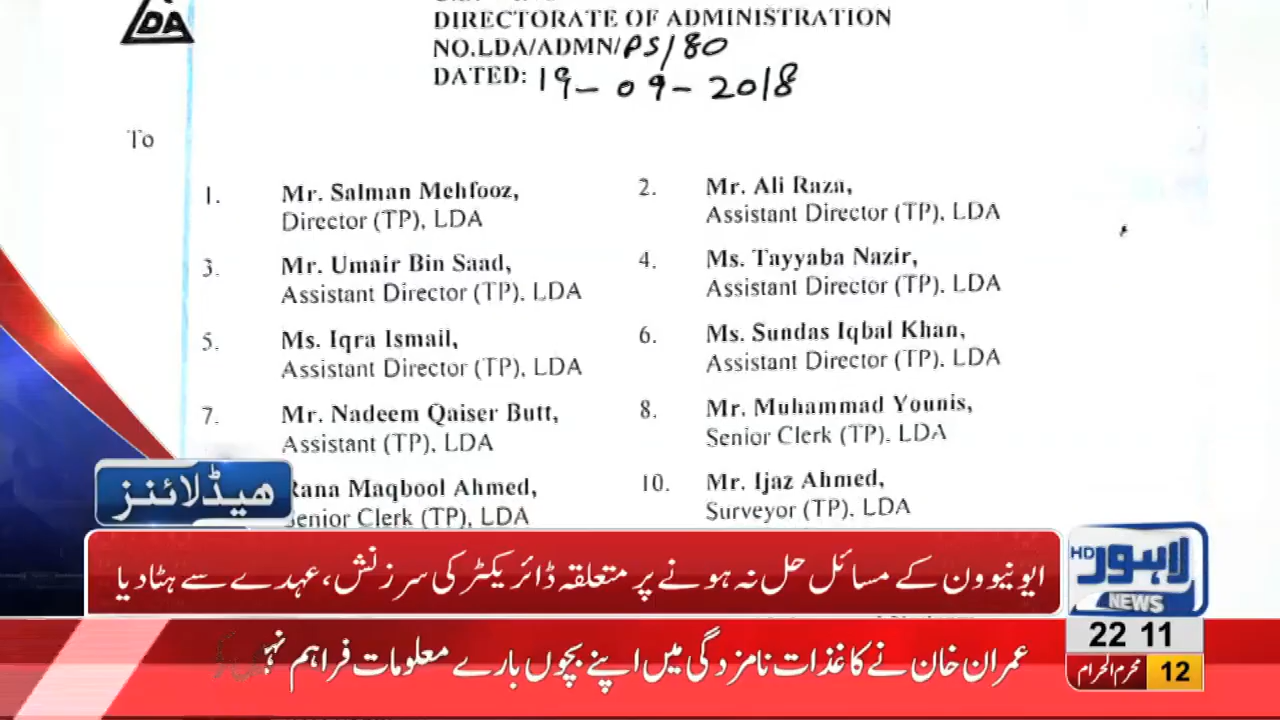 LDA
DIRECTORATE OF ADMINISTRATION
NO.LDA/ADMN/PS/80
DATED: 19-09-2018
To
1. Mr. Salman Mehfooz,
Director (TP), LDA
2. Mr. Ali Raza,
Assistant Director (TP), LDA
3. Mr. Umair Bin Saad,
Assistant Director (TP), LDA
4. Ms. Tayyaba Nazir,
Assistant Director (TP), LDA
5. Ms. Iqra Ismail,
Assistant Director (TP), LDA
6. Ms. Sundas Iqbal Khan,
Assistant Director (TP), LDA
7. Mr. Nadeem Qaiser Butt,
Assistant (TP), LDA
8. Mr. Muhammad Younis,
Senior Clerk (TP), LDA
Rana Maqbool Ahmed,
Senior Clerk (TP), LDA
10. Mr. Ijaz Ahmed,
Surveyor (TP), LDA
ہیڈلائنز
ایونیو ون کے مسائل حل نہ ہونے پر متعلقہ ڈائریکٹر کی سرزنش، عہدے سے ہٹا دیا
لاہور HD
NEWS
22 11
عمران خان نے کاغذات نامزدگی میں اپنے بچوں بارے معلومات فراہم
محرم الحرام 12